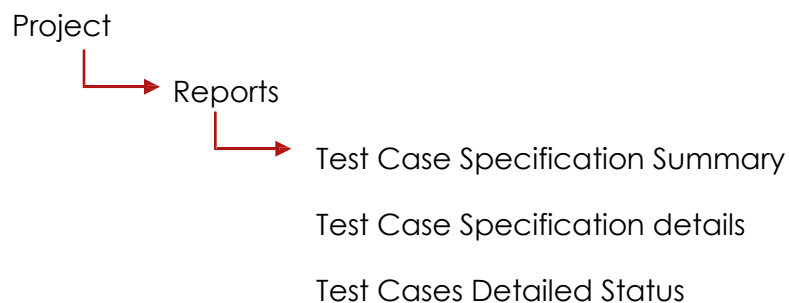 Project
Reports
Test Case Specification Summary
Test Case Specification details
Test Cases Detailed Status